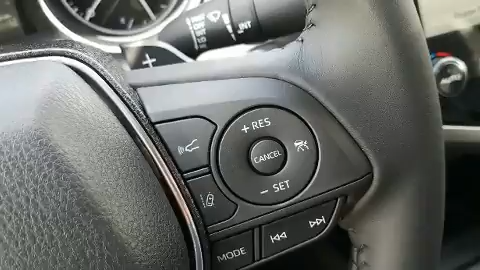 INT
+ RES
CANCEL
− SET
MODE